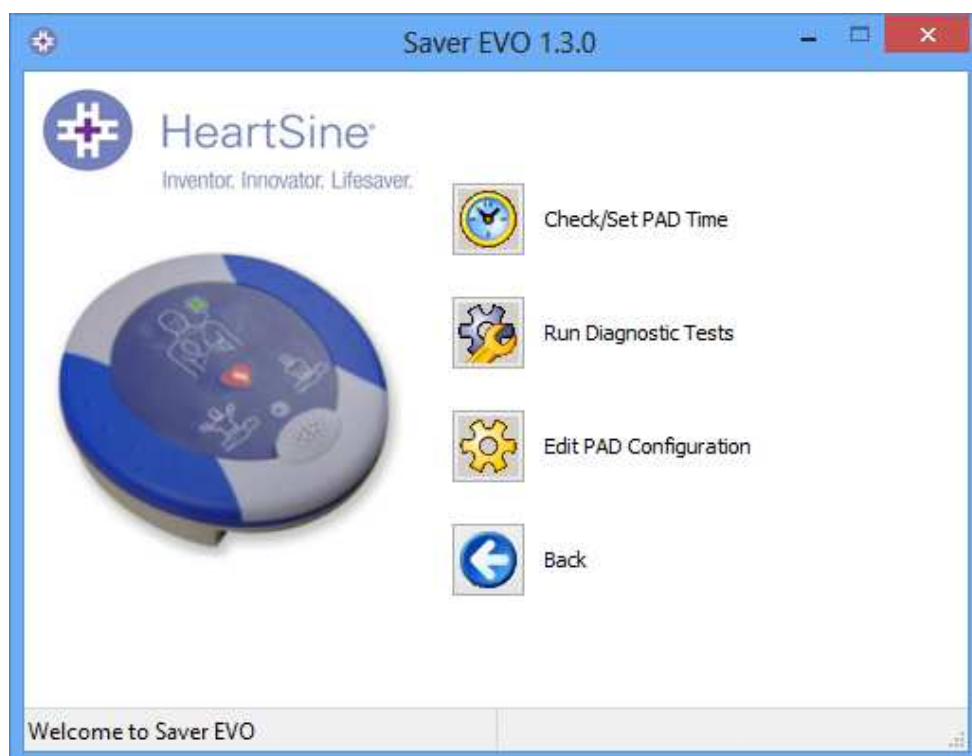 Saver EVO 1.3.0
HeartSine®
Inventor. Innovator. Lifesaver.
Check/Set PAD Time
Run Diagnostic Tests
Edit PAD Configuration
Back
Welcome to Saver EVO